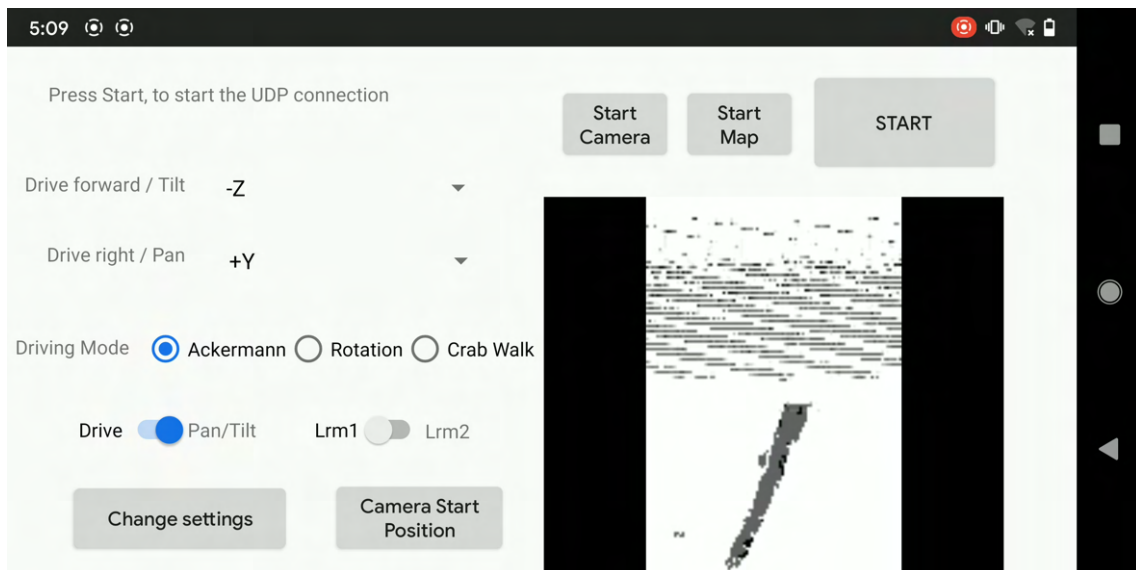 5:09
Press Start, to start the UDP connection
Start
Camera
Start
Map
START
Drive forward / Tilt -Z
Drive right / Pan +Y
Driving Mode Ackermann Rotation Crab Walk
Drive Pan/Tilt Lrm1 Lrm2
Change settings
Camera Start
Position